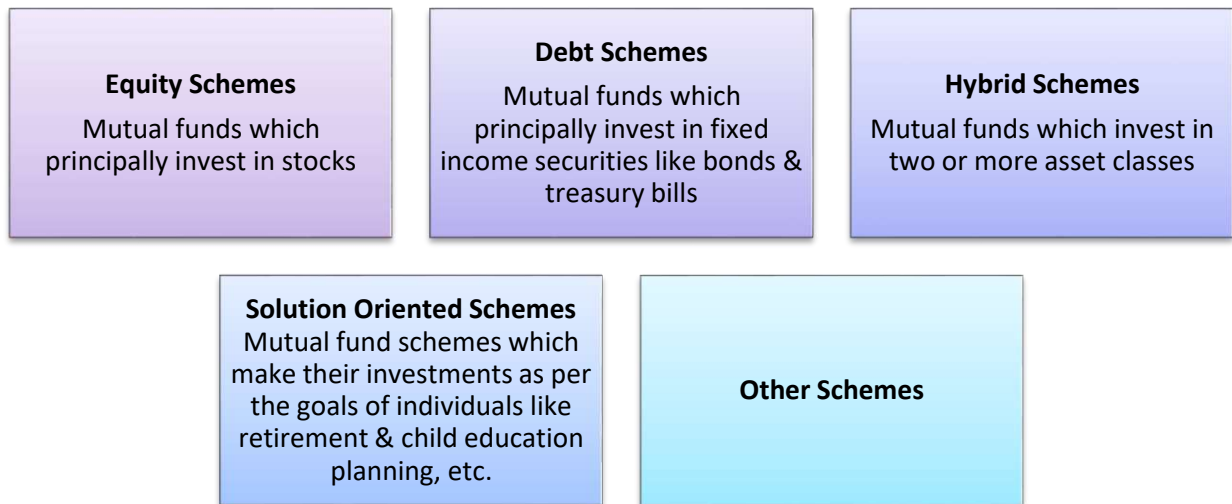 Equity Schemes
Mutual funds which
principally invest in stocks
Debt Schemes
Mutual funds which
principally invest in fixed
income securities like bonds &
treasury bills
Hybrid Schemes
Mutual funds which invest in
two or more asset classes
Solution Oriented Schemes
Mutual fund schemes which
make their investments as per
the goals of individuals like
retirement & child education
planning, etc.
Other Schemes